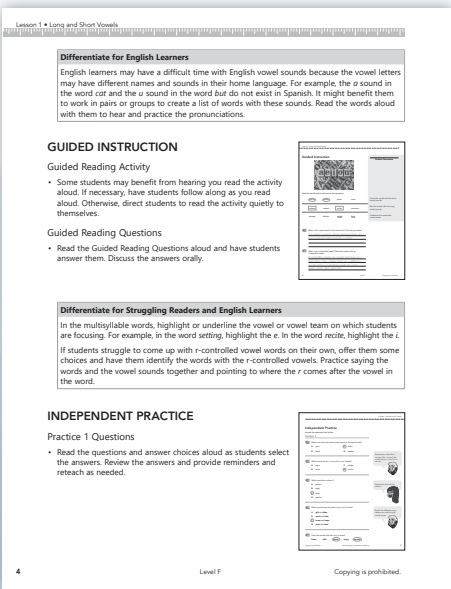 Lesson 1 • Long and Short Vowels
Differentiate for English Learners
English learners may have a difficult time with English vowel sounds because the vowel letters
may have different names and sounds in their home language. For example, the a sound in
the word cat and the u sound in the word but do not exist in Spanish. It might benefit them
to work in pairs or groups to create a list of words with these sounds. Read the words aloud
with them to hear and practice the pronunciations.
GUIDED INSTRUCTION
Guided Reading Activity
• Some students may benefit from hearing you read the activity
aloud. If necessary, have students follow along as you read
aloud. Otherwise, direct students to read the activity quietly to
themselves.
Guided Reading Questions
• Read the Guided Reading Questions aloud and have students
answer them. Discuss the answers orally.
Guided Instruction
Differentiate for Struggling Readers and English Learners
In the multisyllable words, highlight or underline the vowel or vowel team on which students
are focusing. For example, in the word setting, highlight the e. In the word recite, highlight the i.
If students struggle to come up with r-controlled vowel words on their own, offer them some
choices and have them identify the words with the r-controlled vowels. Practice saying the
words and the vowel sounds together and pointing to where the r comes after the vowel in
the word.
INDEPENDENT PRACTICE
Practice 1 Questions
• Read the questions and answer choices aloud as students select
the answers. Review the answers and provide reminders and
reteach as needed.
Independent Practice
4
Level F
Copying is prohibited.